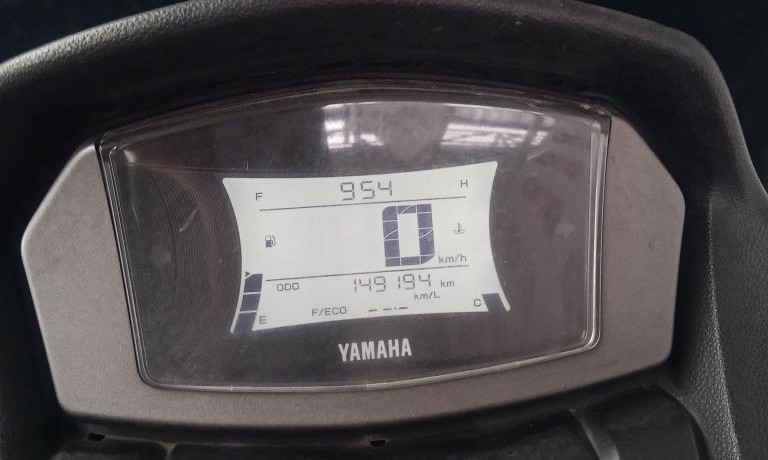 F 954 H
0
km/h
ODO 149194 km
km/L
E F/ECO --.- C
YAMAHA